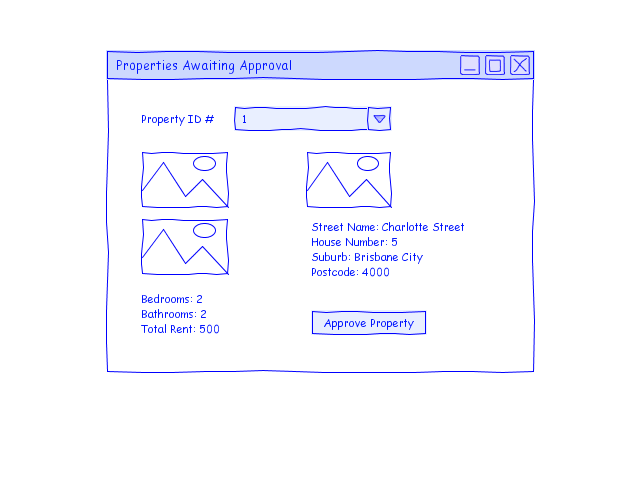 Properties Awaiting Approval
Property ID # 1
Street Name: Charlotte Street
House Number: 5
Suburb: Brisbane City
Postcode: 4000
Bedrooms: 2
Bathrooms: 2
Total Rent: 500
Approve Property